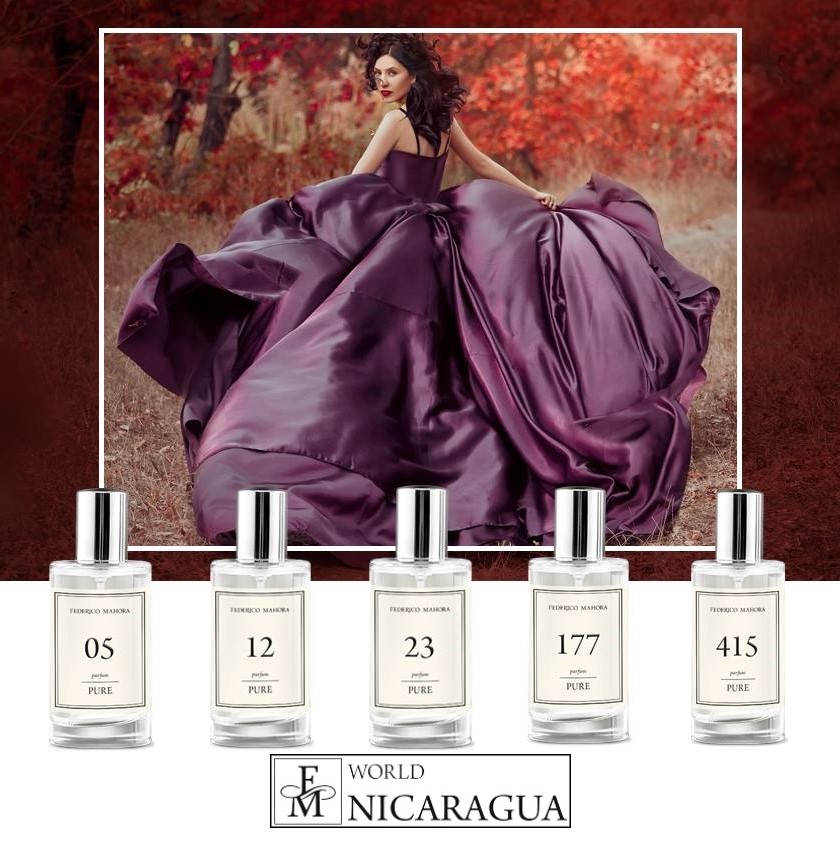 FEDERICO MAHORA
05
parfum
PURE
FEDERICO MAHORA
12
parfum
PURE
FEDERICO MAHORA
23
parfum
PURE
FEDERICO MAHORA
177
parfum
PURE
FEDERICO MAHORA
415
parfum
PURE
FM
WORLD
NICARAGUA